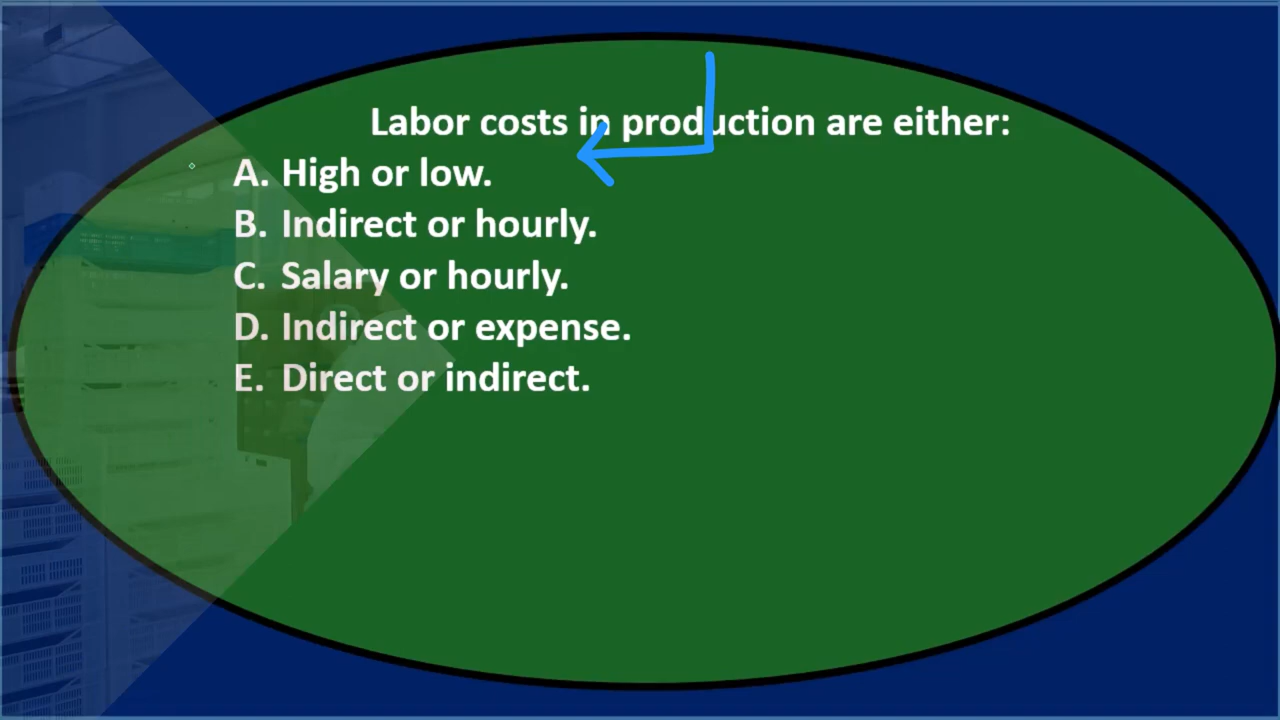 Labor costs in production are either:
A. High or low.
B. Indirect or hourly.
C. Salary or hourly.
D. Indirect or expense.
E. Direct or indirect.